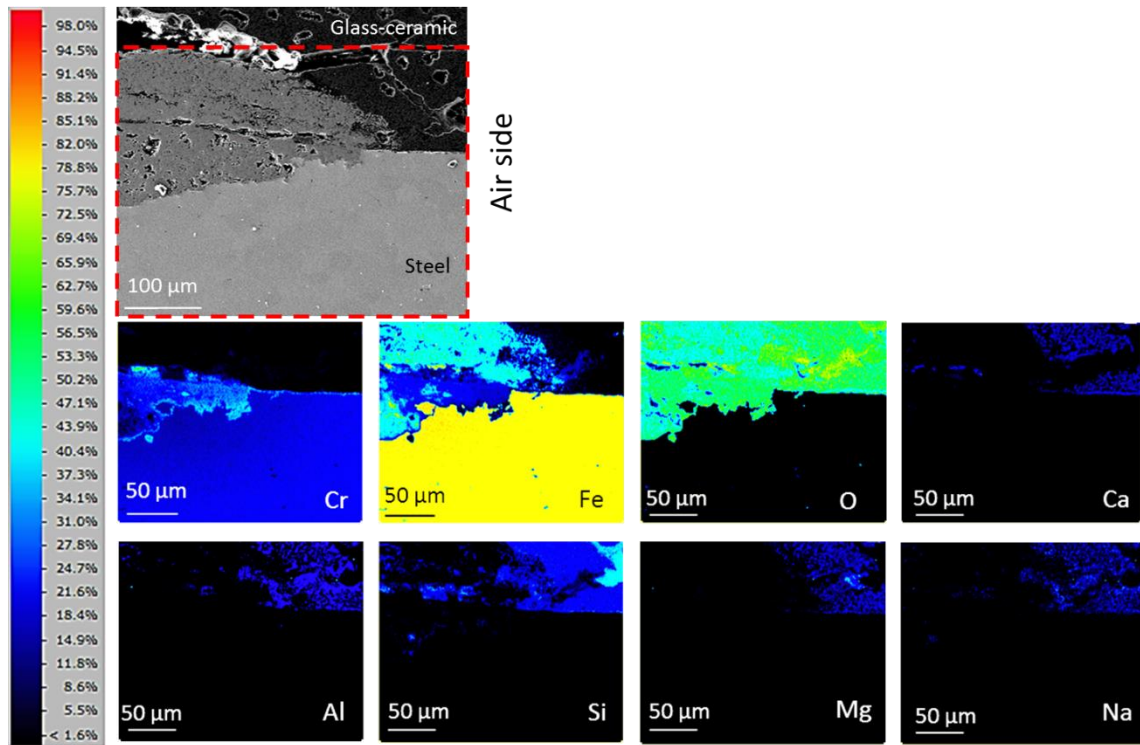 98.0%
94.5%
91.4%
88.2%
85.1%
82.0%
78.8%
75.7%
72.5%
69.4%
65.9%
62.7%
59.6%
56.5%
53.3%
50.2%
47.1%
43.9%
40.4%
37.3%
34.1%
31.0%
27.8%
24.7%
21.6%
18.4%
14.9%
11.8%
8.6%
5.5%
< 1.6%
Glass-ceramic
Air side
Steel
100 µm
50 µm Cr
50 µm Fe
50 µm O
50 µm Ca
50 µm Al
50 µm Si
50 µm Mg
50 µm Na